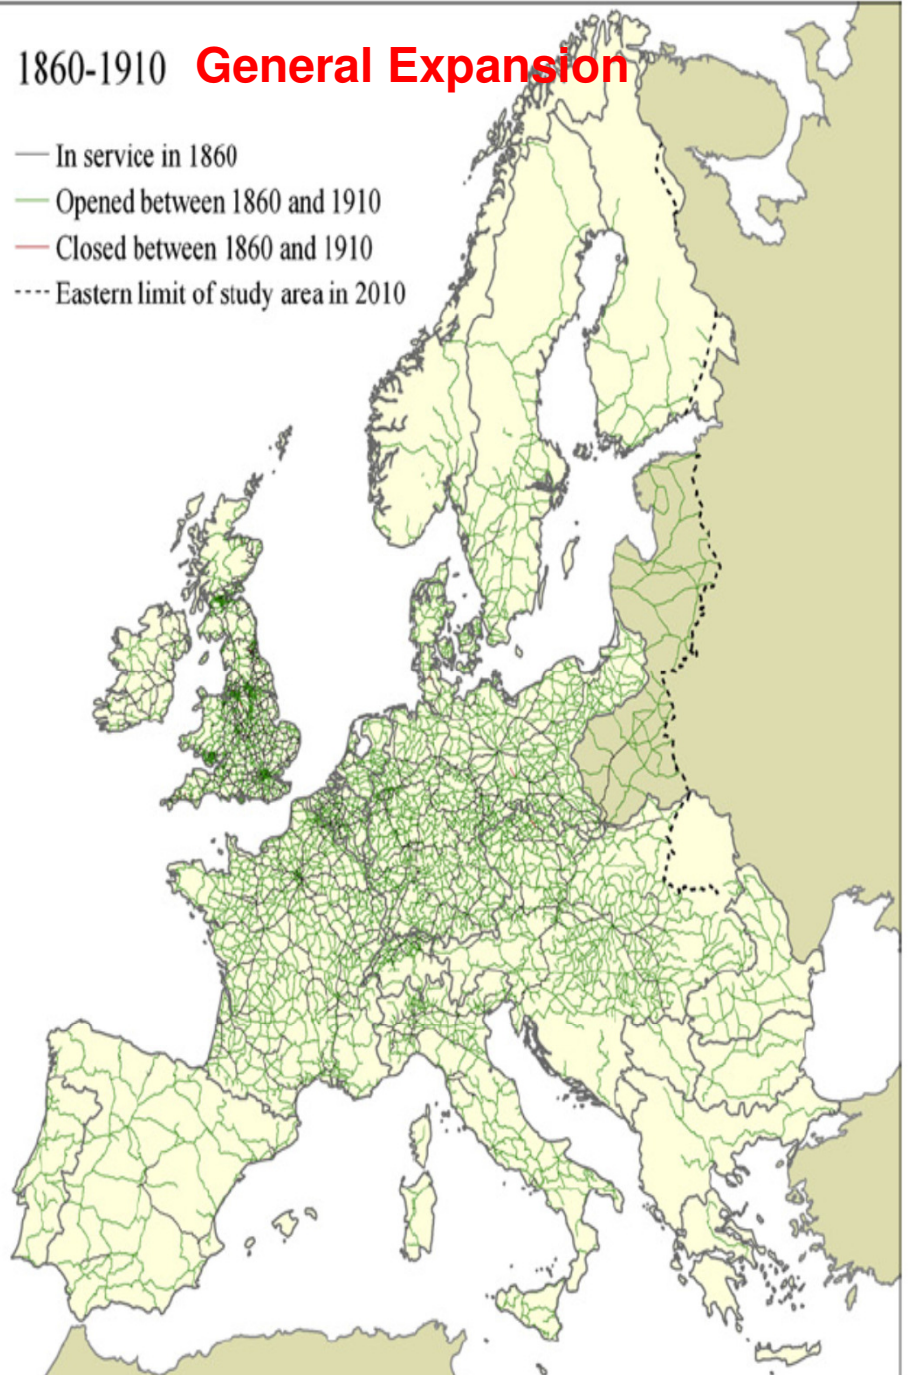 1860-1910 General Expansion
In service in 1860
Opened between 1860 and 1910
Closed between 1860 and 1910
Eastern limit of study area in 2010